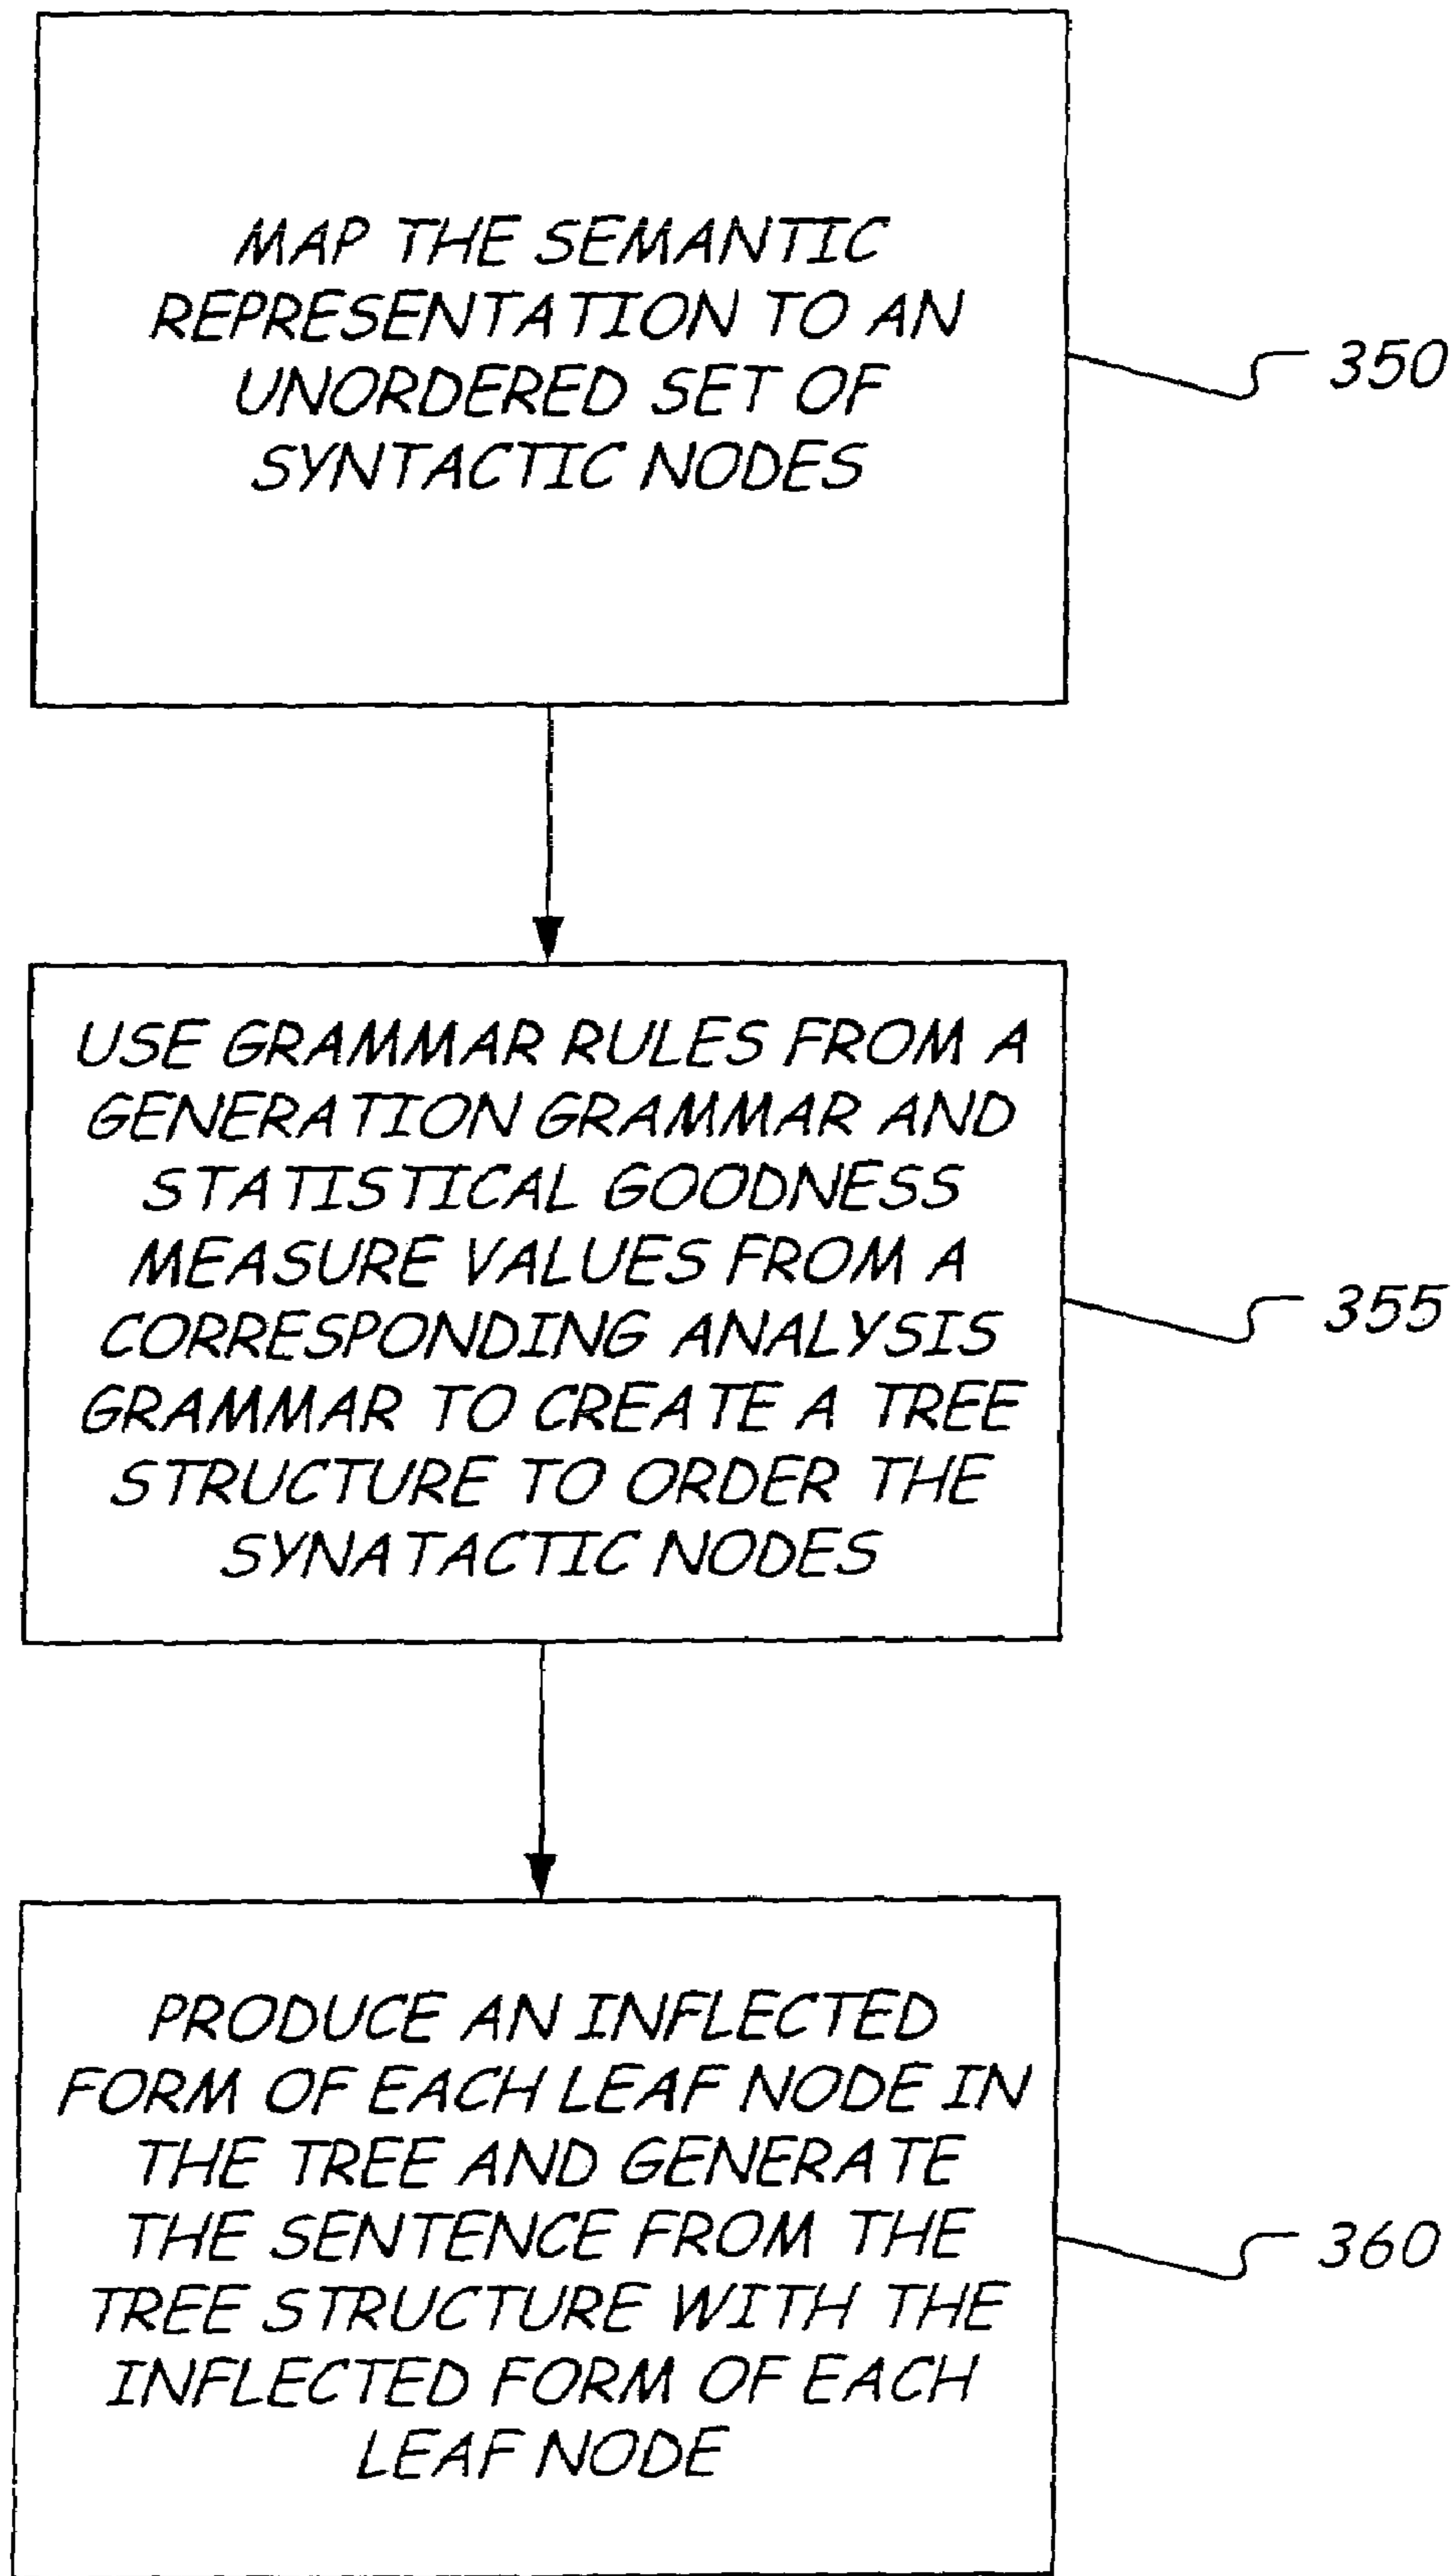 MAP THE SEMANTIC
REPRESENTATION TO AN
UNORDERED SET OF
SYNTACTIC NODES
350
USE GRAMMAR RULES FROM A
GENERATION GRAMMAR AND
STATISTICAL GOODNESS
MEASURE VALUES FROM A
CORRESPONDING ANALYSIS
GRAMMAR TO CREATE A TREE
STRUCTURE TO ORDER THE
SYNATACTIC NODES
355
PRODUCE AN INFLECTED
FORM OF EACH LEAF NODE IN
THE TREE AND GENERATE
THE SENTENCE FROM THE
TREE STRUCTURE WITH THE
INFLECTED FORM OF EACH
LEAF NODE
360